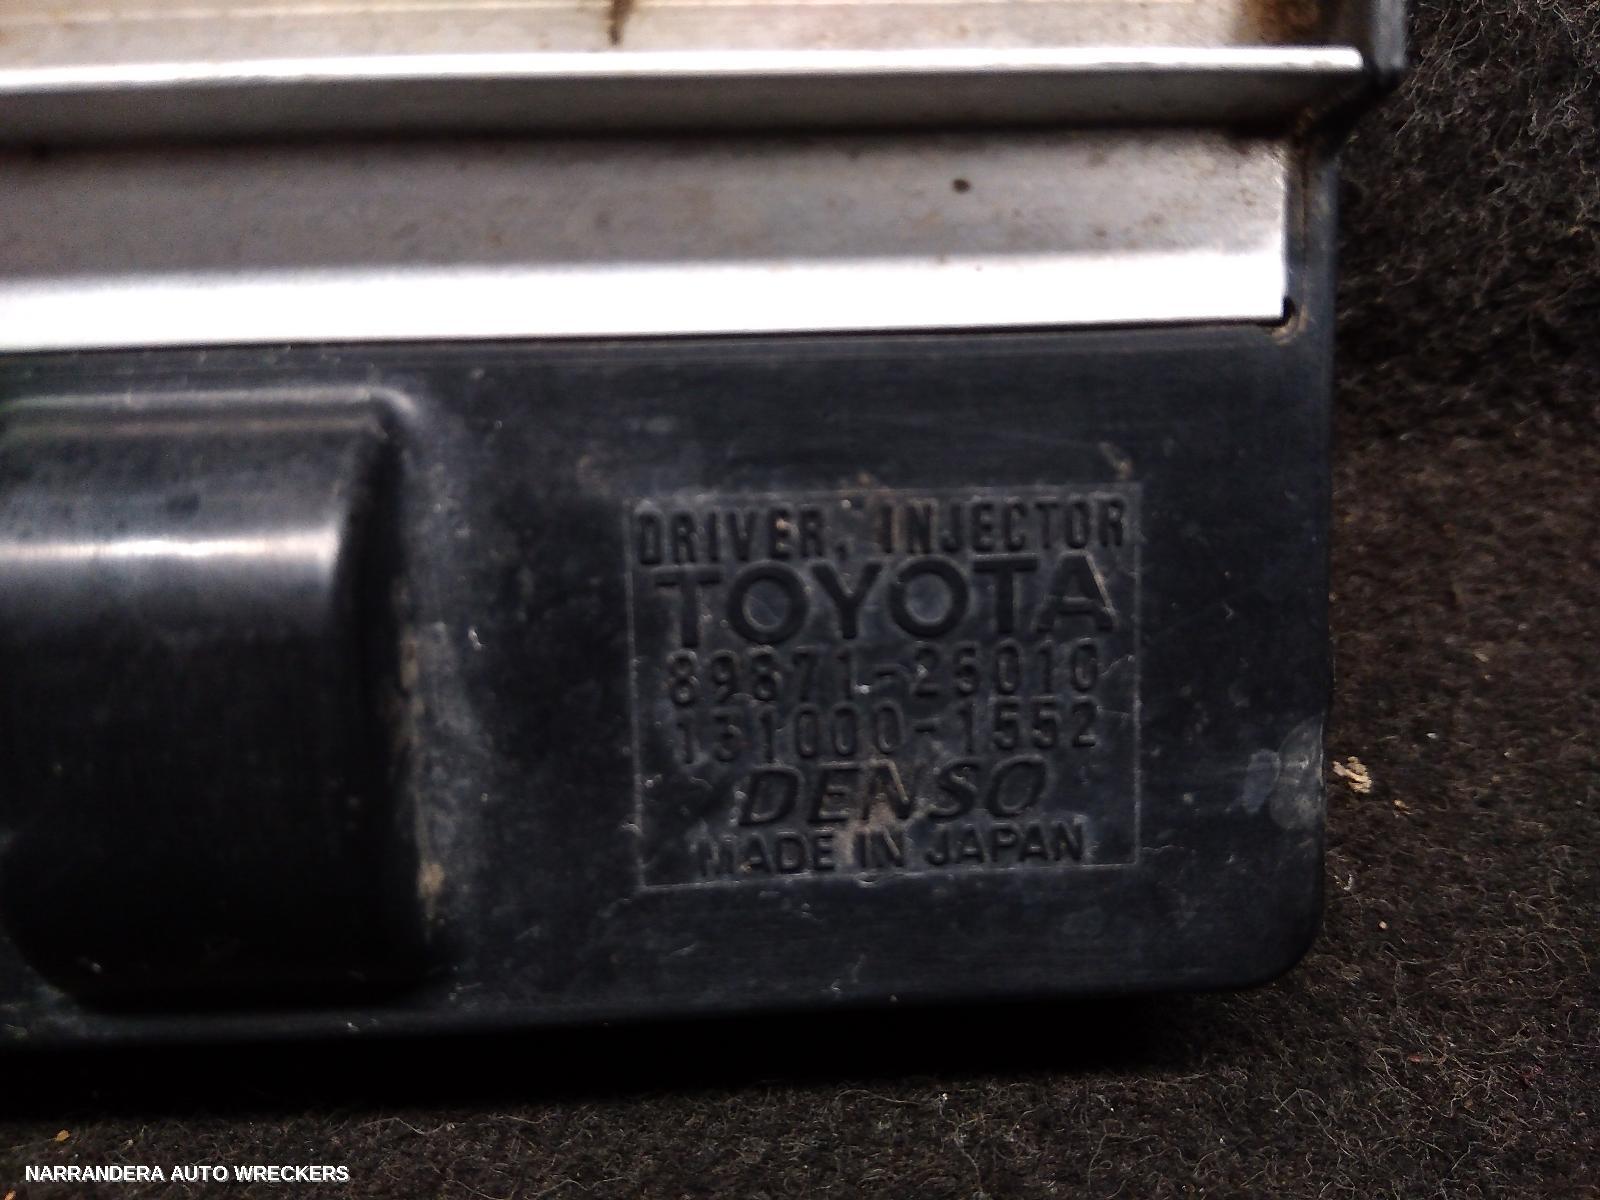 DRIVER, INJECTOR
TOYOTA
89871-26010
131000-1552
DENSO
MADE IN JAPAN
NARRANDERA AUTO WRECKERS